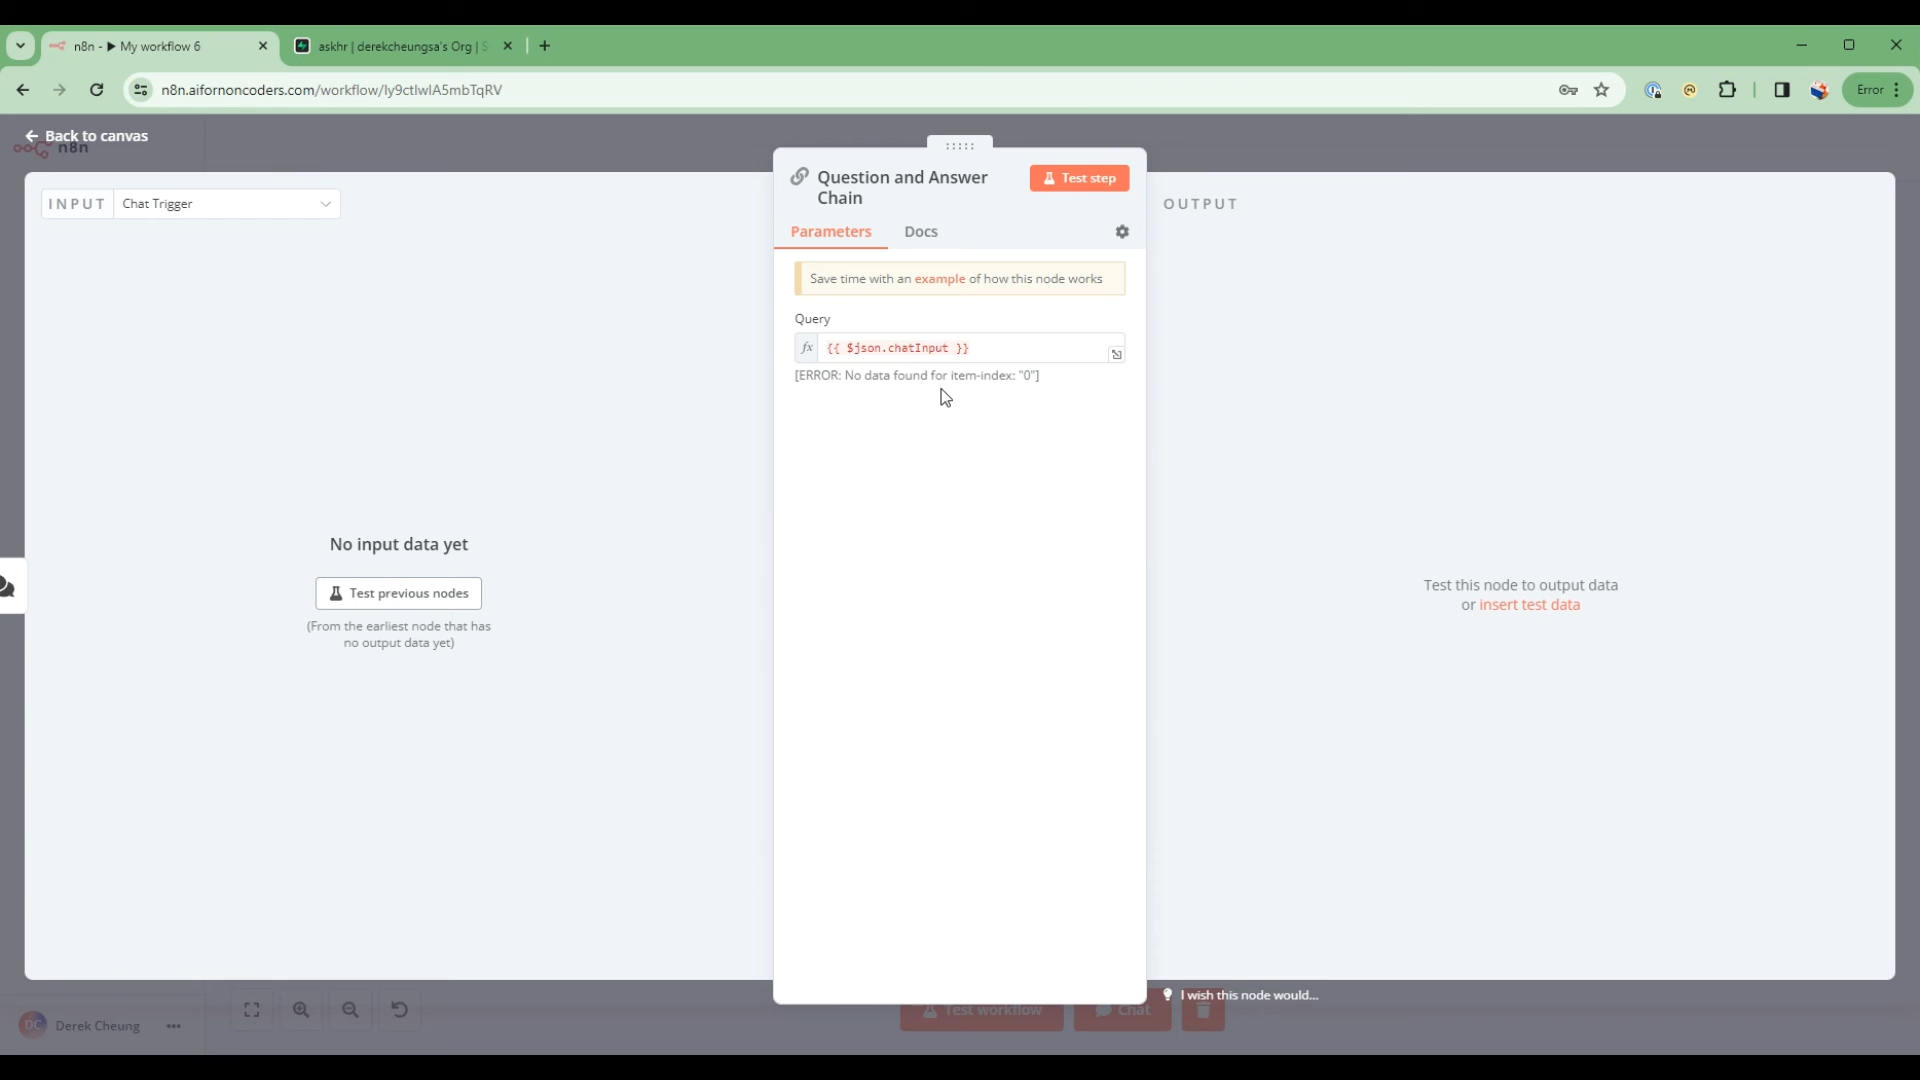 n8n - ▶ My workflow 6
askhr | derekcheungsa's Org | S
n8n.aifornoncoders.com/workflow/Iy9ctlwlA5mbTqRV
Error
Back to canvas
n8n
INPUT
Chat Trigger
Question and Answer
Chain
Test step
OUTPUT
Parameters
Docs
Save time with an example of how this node works
Query
fx {{ $json.chatInput }}
[ERROR: No data found for item-index: "0"]
No input data yet
Test previous nodes
(From the earliest node that has
no output data yet)
Test this node to output data
or insert test data
I wish this node would...
DC Derek Cheung
Test workflow
Chat